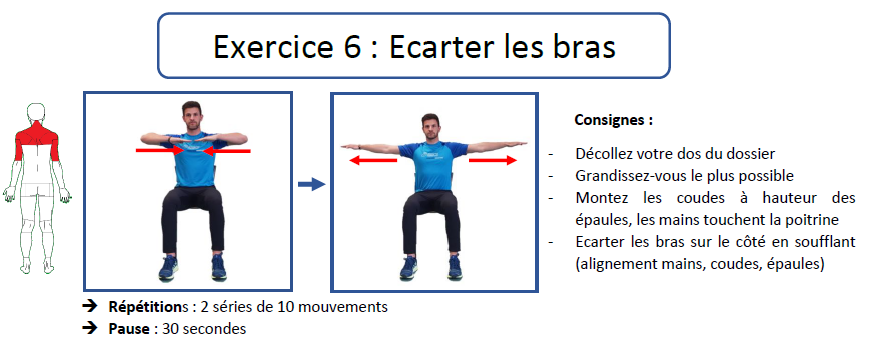 Exercice 6 : Ecarter les bras
Consignes :
- Décollez votre dos du dossier
- Grandissez-vous le plus possible
- Montez les coudes à hauteur des
épaules, les mains touchent la poitrine
- Ecarter les bras sur le côté en soufflant
(alignement mains, coudes, épaules)
➔ Répétitions : 2 séries de 10 mouvements
➔ Pause : 30 secondes